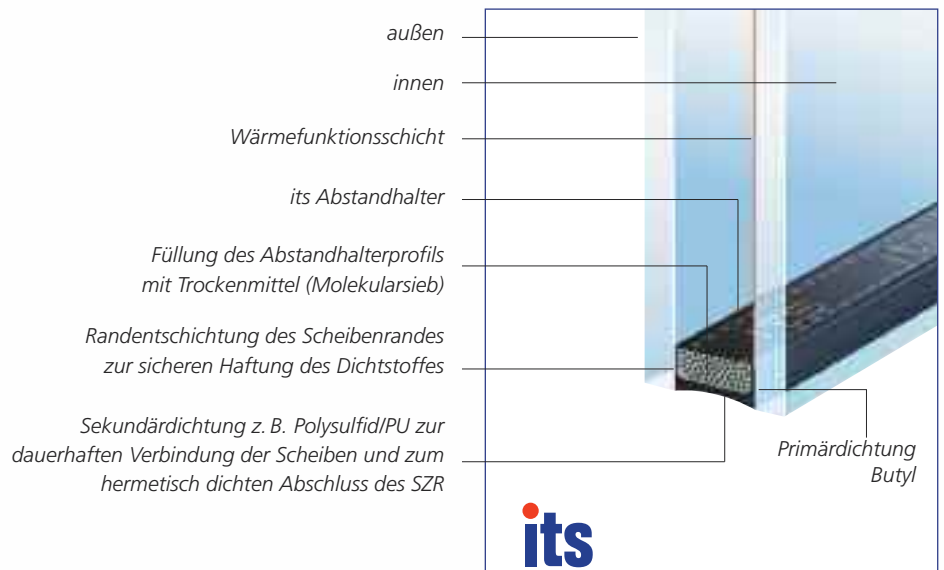 außen
innen
Wärmefunktionsschicht
its Abstandhalter
Füllung des Abstandhalterprofils
mit Trockenmittel (Molekularsieb)
Randentschichtung des Scheibenrandes
zur sicheren Haftung des Dichtstoffes
Sekundärdichtung z. B. Polysulfid/PU zur
dauerhaften Verbindung der Scheiben und zum
hermetisch dichten Abschluss des SZR
Primärdichtung
Butyl
its